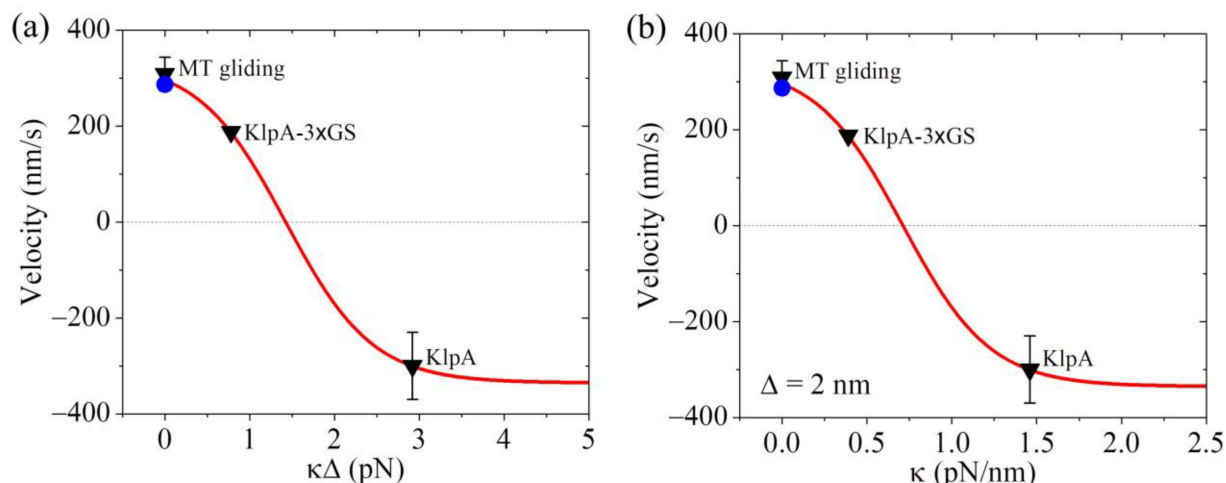 (a)
400
200
0
−200
−400
Velocity (nm/s)
MT gliding
KlpA-3xGS
KlpA
0 1 2 3 4 5
κΔ (pN)
(b)
400
200
0
−200
−400
Velocity (nm/s)
MT gliding
KlpA-3xGS
KlpA
Δ = 2 nm
0.0 0.5 1.0 1.5 2.0 2.5
κ (pN/nm)